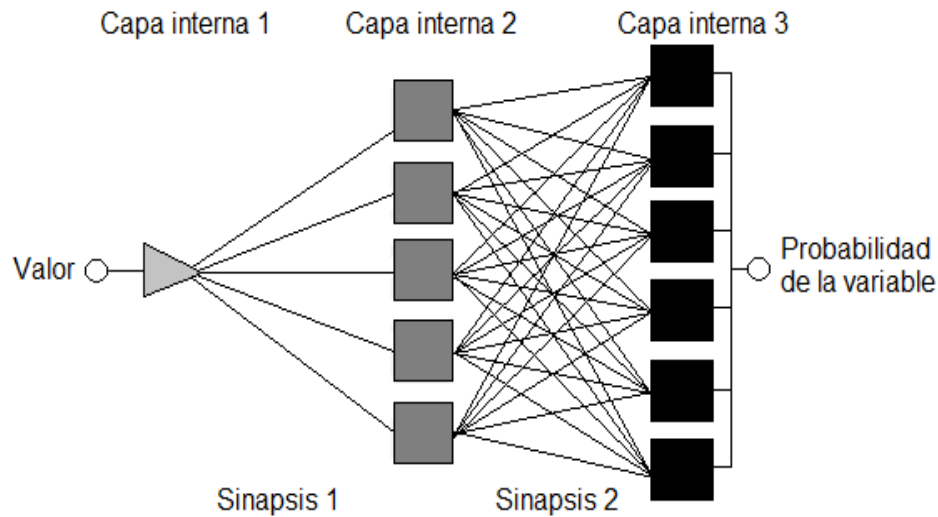 Capa interna 1
Capa interna 2
Capa interna 3
Valor
Probabilidad
de la variable
Sinapsis 1
Sinapsis 2